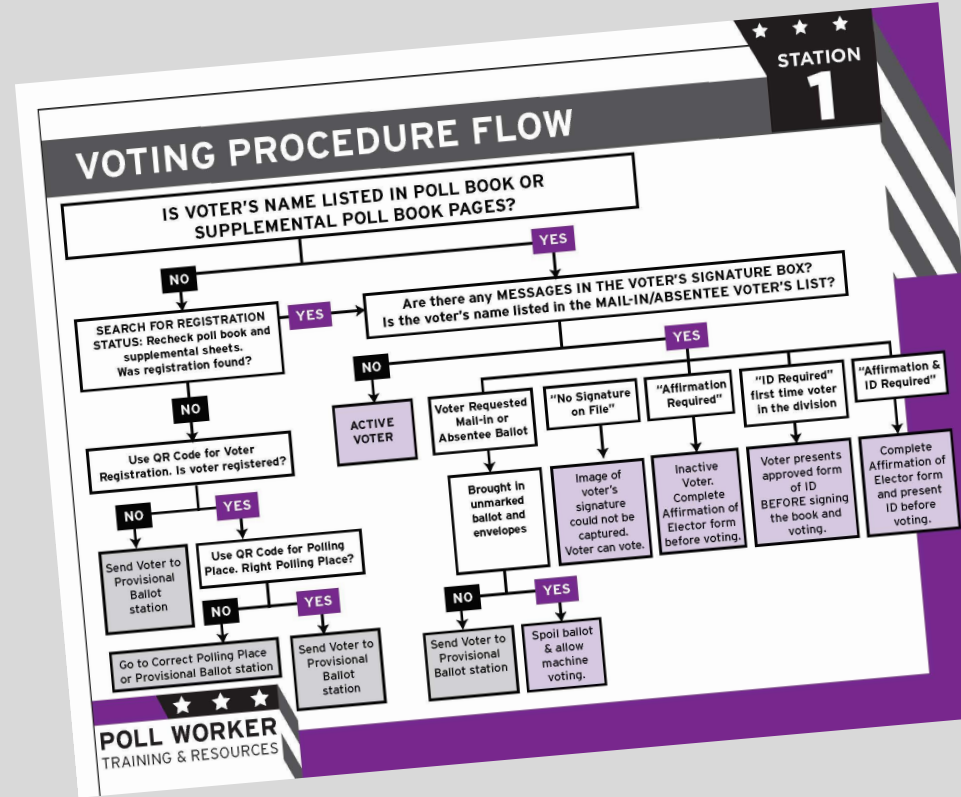 STATION
1
VOTING PROCEDURE FLOW
IS VOTER'S NAME LISTED IN POLL BOOK OR
SUPPLEMENTAL POLL BOOK PAGES?
NO
YES
SEARCH FOR REGISTRATION
STATUS: Recheck poll book and
supplemental sheets.
Was registration found?
YES
Are there any MESSAGES IN THE VOTER'S SIGNATURE BOX?
Is the voter's name listed in the MAIL-IN/ABSENTEE VOTER'S LIST?
NO
YES
ACTIVE
VOTER
Voter Requested
Mail-in or
Absentee Ballot
"No Signature
on File"
"Affirmation
Required"
"ID Required"
first time voter
in the division
"Affirmation &
ID Required"
NO
Use QR Code for Voter
Registration. Is voter registered?
Brought in
unmarked
ballot and
envelopes
Image of
voter's
signature
could not be
captured.
Voter can vote.
Inactive
Voter.
Complete
Affirmation of
Elector form
before voting.
Voter presents
approved form
of ID
BEFORE signing
the book and
voting.
Complete
Affirmation of
Elector form
and present
ID before
voting.
NO
YES
Send Voter to
Provisional
Ballot
station
Use QR Code for Polling
Place. Right Polling Place?
NO
YES
Go to Correct Polling Place
or Provisional Ballot station
Send Voter to
Provisional
Ballot
station
NO
YES
Send Voter to
Provisional
Ballot station
Spoil ballot
& allow
machine
voting.
POLL WORKER
TRAINING & RESOURCES